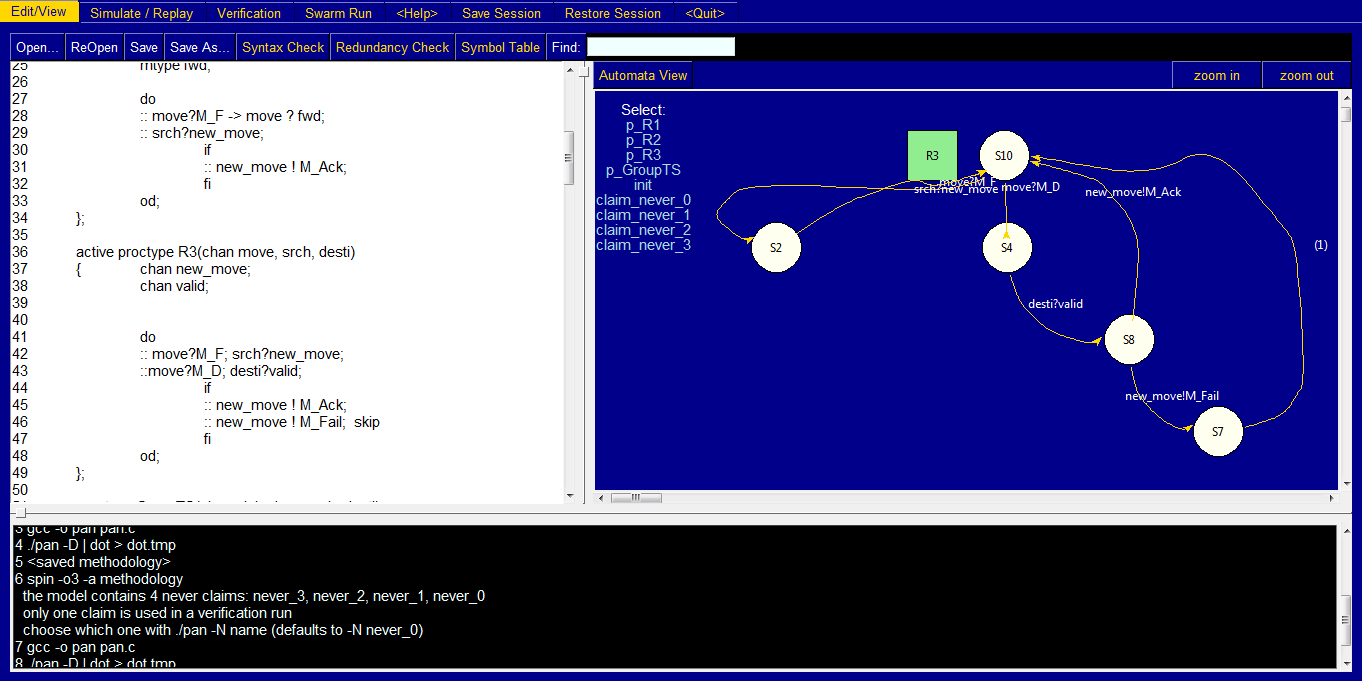 Edit/View Simulate / Replay Verification Swarm Run <Help> Save Session Restore Session <Quit>
Open... ReOpen Save Save As... Syntax Check Redundancy Check Symbol Table Find:
25 mtype fwd;
26
27 do
28 :: move?M_F -> move ? fwd;
29 :: srch?new_move;
30 if
31 :: new_move ! M_Ack;
32 fi
33 od;
34 };
35
36 active proctype R3(chan move, srch, desti)
37 { chan new_move;
38 chan valid;
39
40
41 do
42 :: move?M_F; srch?new_move;
43 ::move?M_D; desti?valid;
44 if
45 :: new_move ! M_Ack;
46 :: new_move ! M_Fail; skip
47 fi
48 od;
49 };
50
Automata View zoom in zoom out
Select:
p_R1
p_R2
p_R3
p_GroupTS
init
claim_never_0
claim_never_1
claim_never_2
claim_never_3
R3
S10
move?M_F
srch?new_move
move?M_D
new_move!M_Ack
S2
S4
(1)
desti?valid
S8
new_move!M_Fail
S7
3 gcc -o pan pan.c
4 ./pan -D | dot > dot.tmp
5 <saved methodology>
6 spin -o3 -a methodology
the model contains 4 never claims: never_3, never_2, never_1, never_0
only one claim is used in a verification run
choose which one with ./pan -N name (defaults to -N never_0)
7 gcc -o pan pan.c
8 ./pan -D | dot > dot.tmp